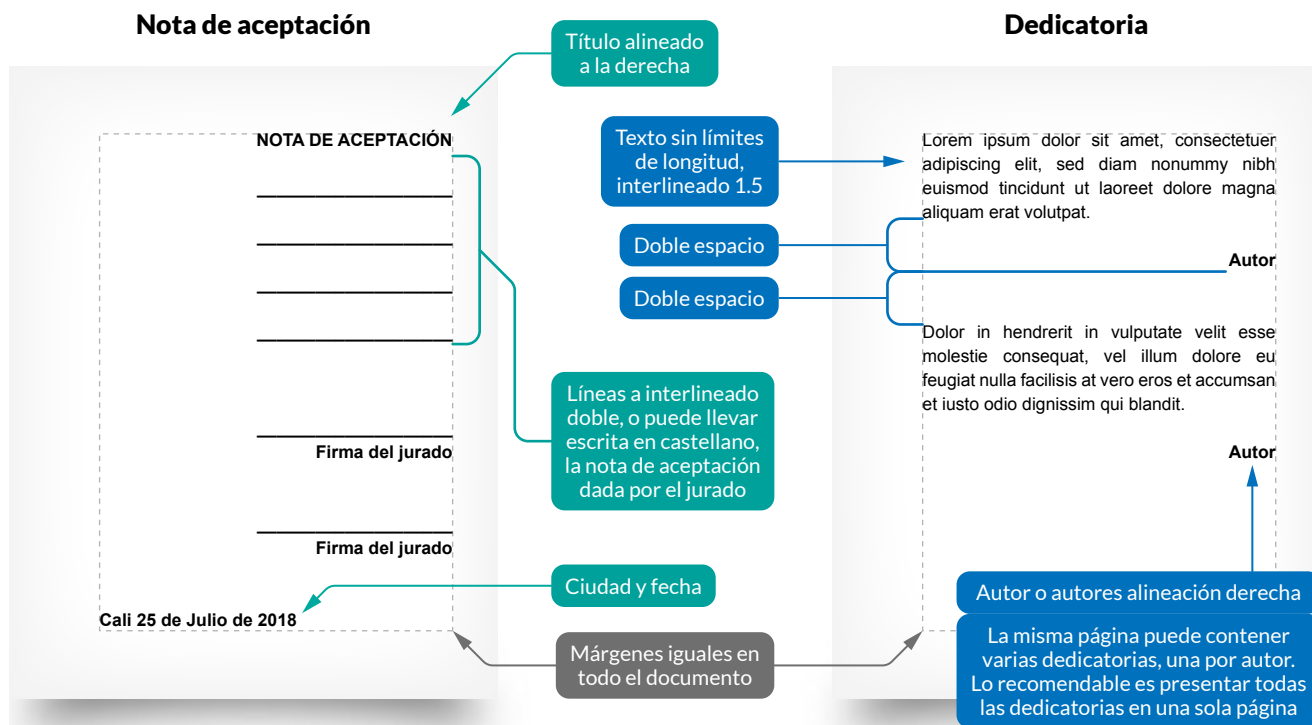 Nota de aceptación
Título alineado
a la derecha
NOTA DE ACEPTACIÓN
Firma del jurado
Firma del jurado
Líneas a interlineado
doble, o puede llevar
escrita en castellano,
la nota de aceptación
dada por el jurado
Ciudad y fecha
Cali 25 de Julio de 2018
Márgenes iguales en
todo el documento
Dedicatoria
Texto sin límites
de longitud,
interlineado 1.5
Lorem ipsum dolor sit amet, consectetuer
adipiscing elit, sed diam nonummy nibh
euismod tincidunt ut laoreet dolore magna
aliquam erat volutpat.
Doble espacio
Autor
Doble espacio
Dolor in hendrerit in vulputate velit esse
molestie consequat, vel illum dolore eu
feugiat nulla facilisis at vero eros et accumsan
et iusto odio dignissim qui blandit.
Autor
Autor o autores alineación derecha
La misma página puede contener
varias dedicatorias, una por autor.
Lo recomendable es presentar todas
las dedicatorias en una sola página